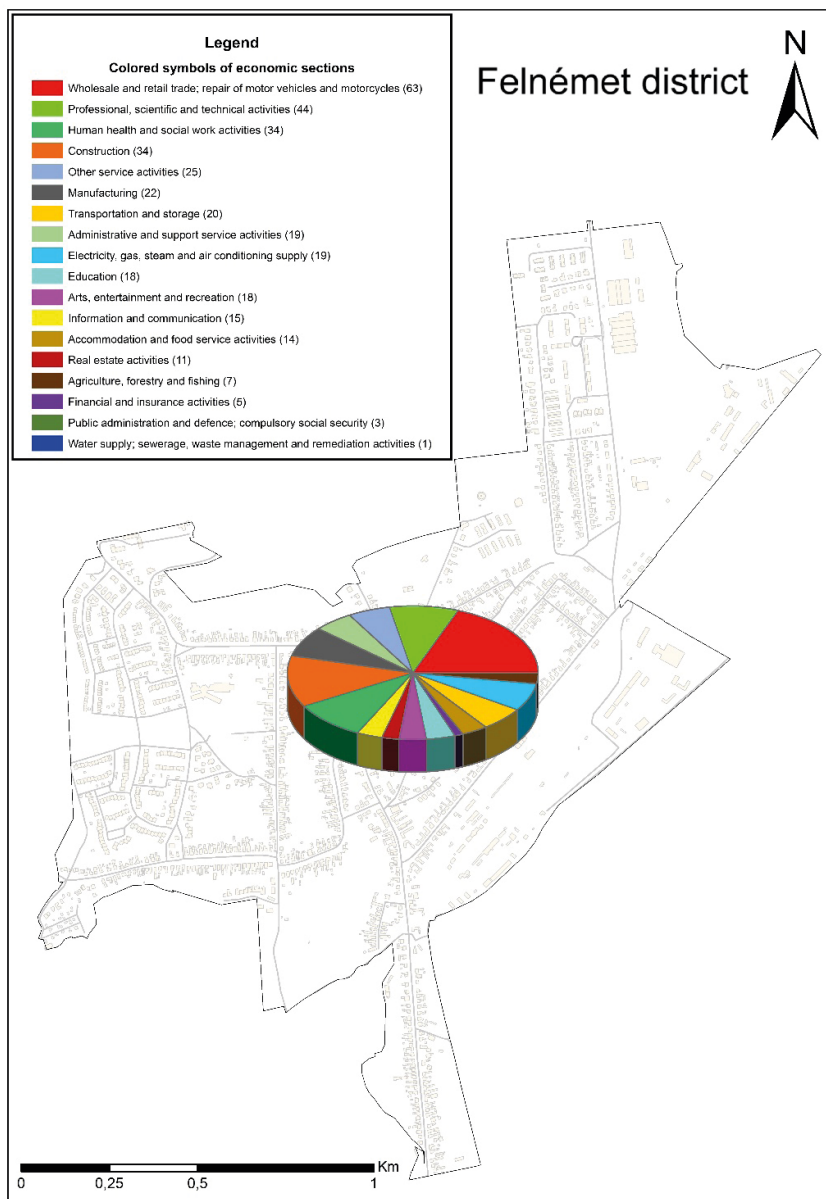 Legend
Colored symbols of economic sections
Wholesale and retail trade; repair of motor vehicles and motorcycles (63)
Professional, scientific and technical activities (44)
Human health and social work activities (34)
Construction (34)
Other service activities (25)
Manufacturing (22)
Transportation and storage (20)
Administrative and support service activities (19)
Electricity, gas, steam and air conditioning supply (19)
Education (18)
Arts, entertainment and recreation (18)
Information and communication (15)
Accommodation and food service activities (14)
Real estate activities (11)
Agriculture, forestry and fishing (7)
Financial and insurance activities (5)
Public administration and defence; compulsory social security (3)
Water supply; sewerage, waste management and remediation activities (1)
Felnémet district
N
Km
0 0,25 0,5 1